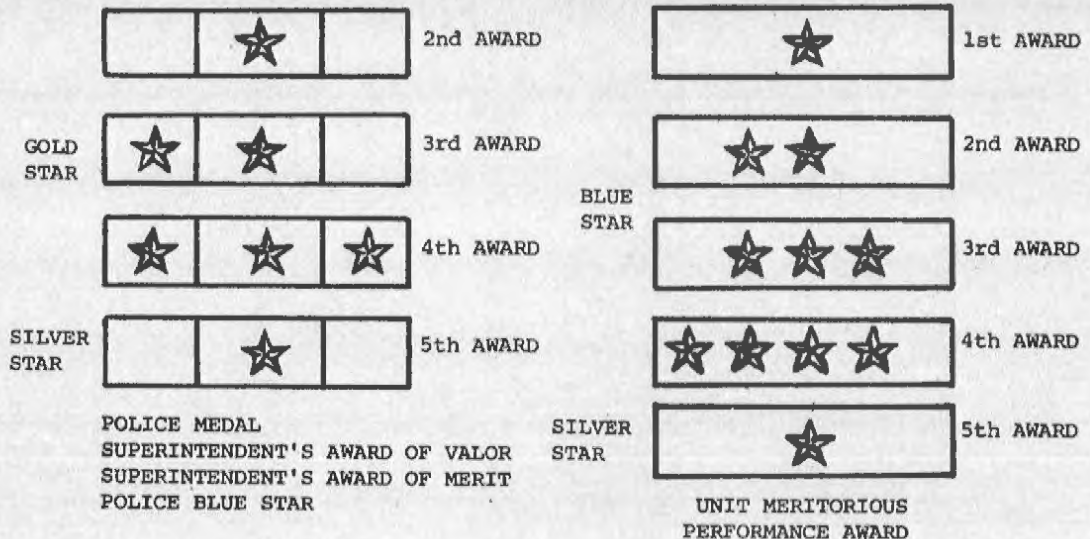 2nd AWARD
GOLD
STAR
3rd AWARD
4th AWARD
SILVER
STAR
5th AWARD
POLICE MEDAL
SUPERINTENDENT'S AWARD OF VALOR
SUPERINTENDENT'S AWARD OF MERIT
POLICE BLUE STAR
1st AWARD
2nd AWARD
BLUE
STAR
3rd AWARD
4th AWARD
SILVER
STAR
5th AWARD
UNIT MERITORIOUS
PERFORMANCE AWARD